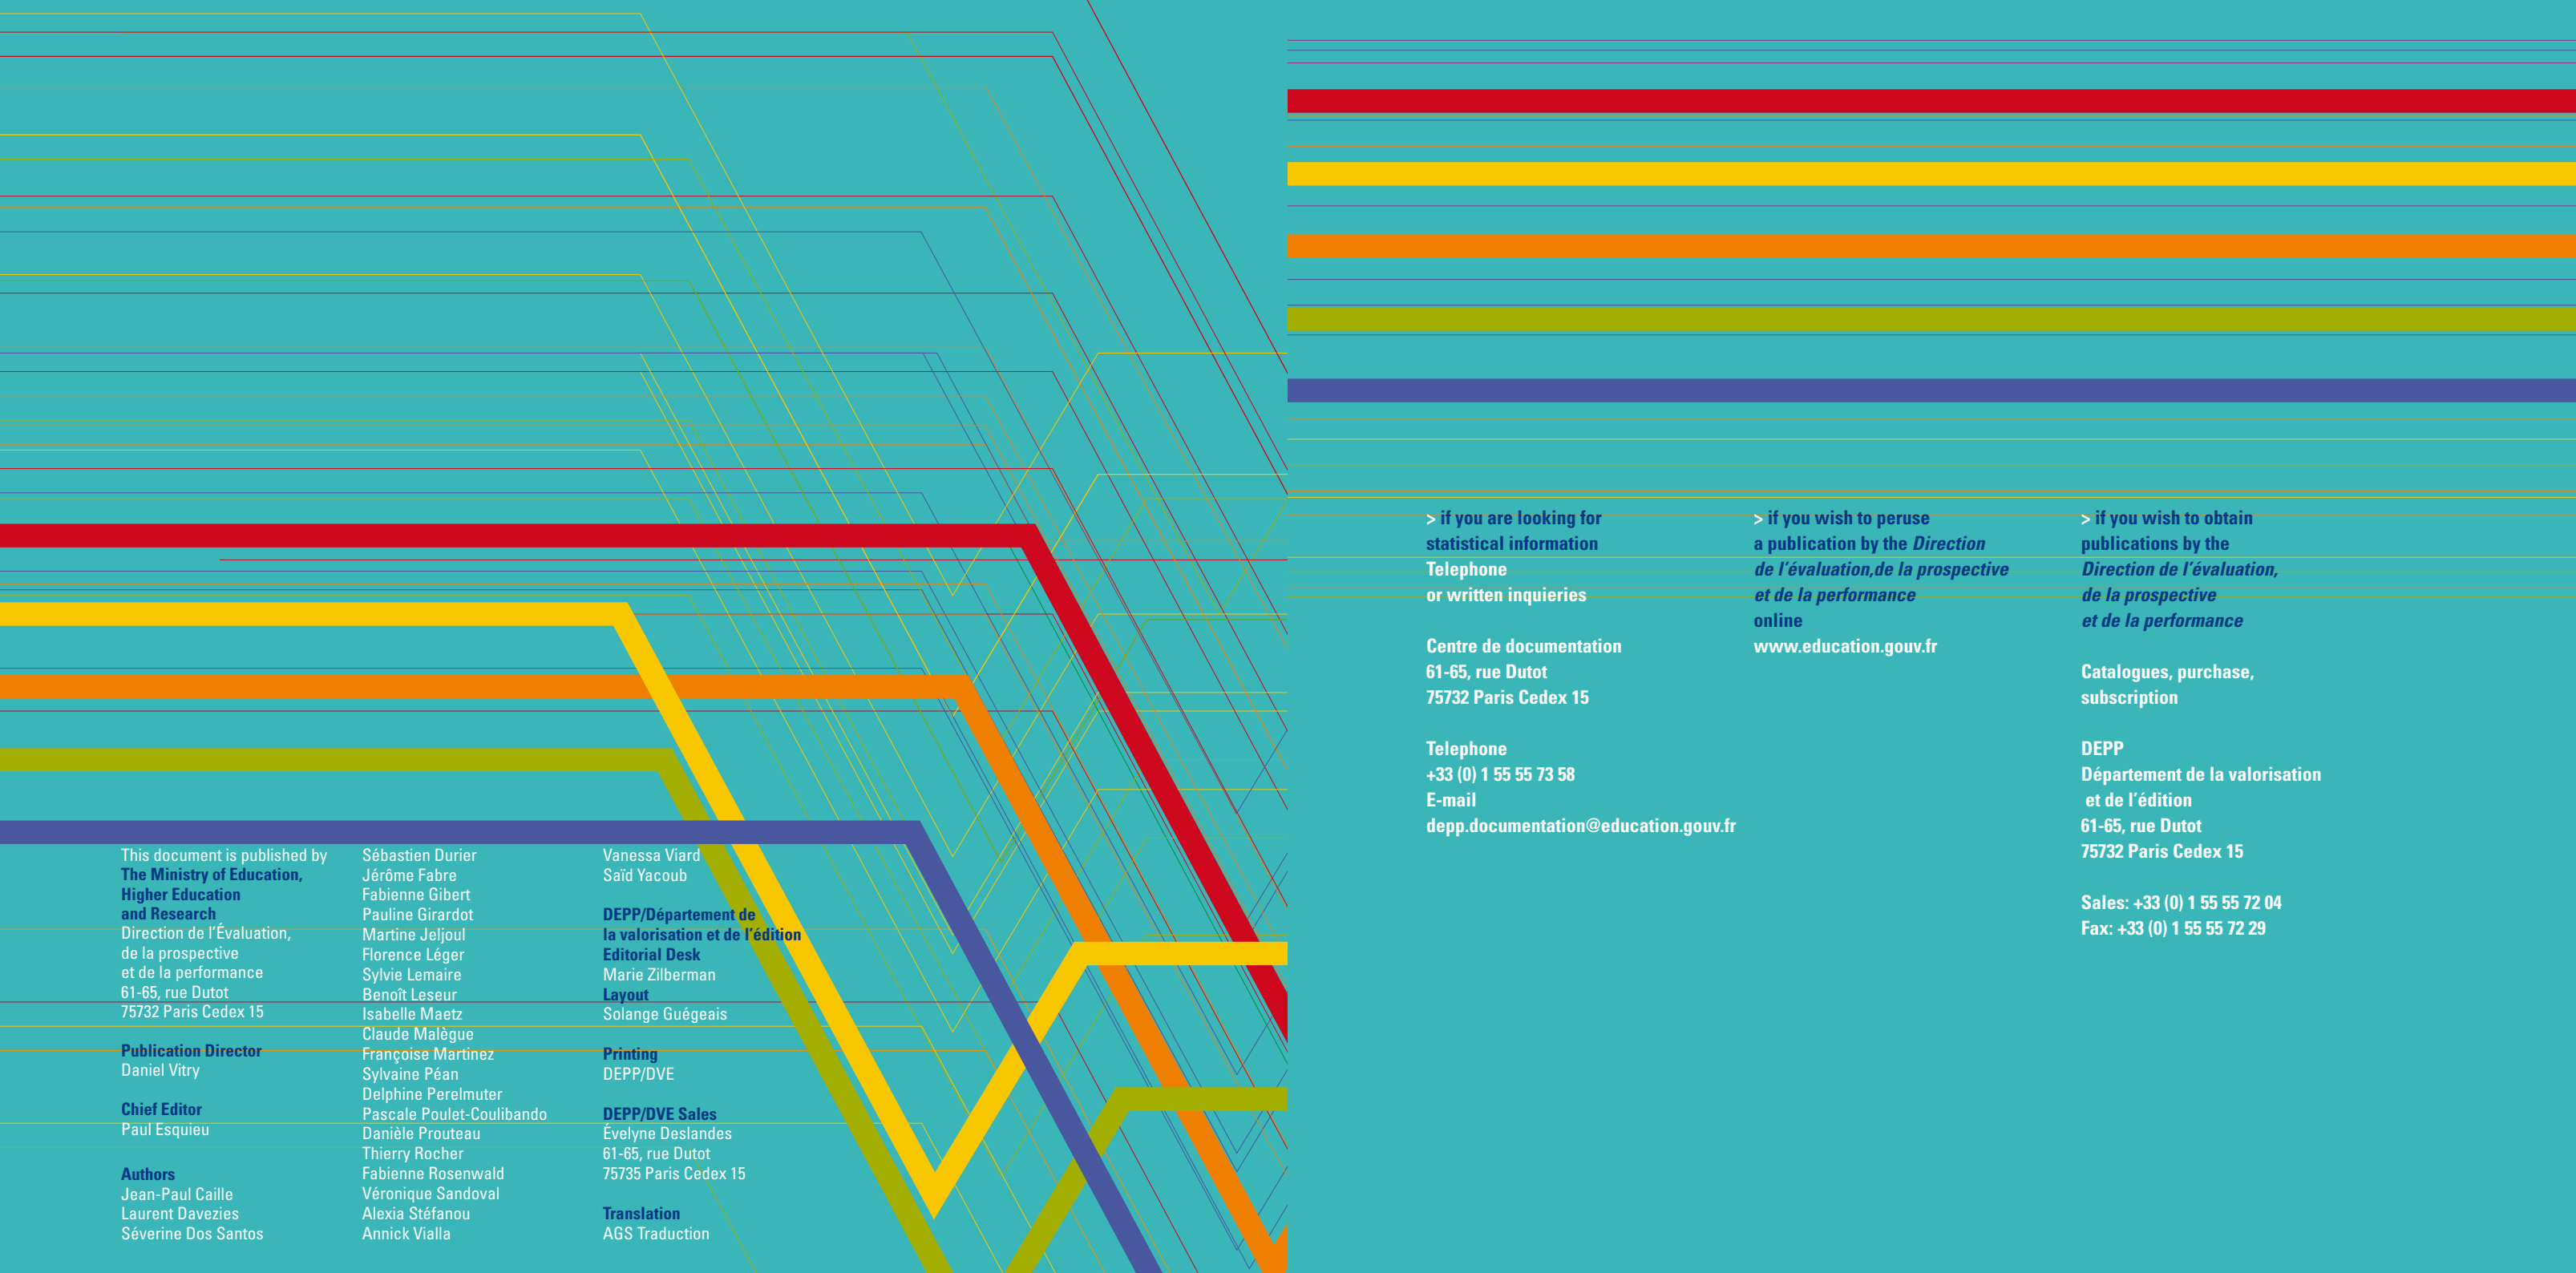 This document is published by
The Ministry of Education,
Higher Education
and Research
Direction de l’Évaluation,
de la prospective
et de la performance
61-65, rue Dutot
75732 Paris Cedex 15
Publication Director
Daniel Vitry
Chief Editor
Paul Esquieu
Authors
Jean-Paul Caille
Laurent Davezies
Séverine Dos Santos
Sébastien Durier
Jérôme Fabre
Fabienne Gibert
Pauline Girardot
Martine Jeljoul
Florence Léger
Sylvie Lemaire
Benoît Leseur
Isabelle Maetz
Claude Malègue
Françoise Martinez
Sylvaine Péan
Delphine Perelmuter
Pascale Poulet-Coulibando
Danièle Prouteau
Thierry Rocher
Fabienne Rosenwald
Véronique Sandoval
Alexia Stéfanou
Annick Vialla
Vanessa Viard
Saïd Yacoub
DEPP/Département de
la valorisation et de l’édition
Editorial Desk
Marie Zilberman
Layout
Solange Guégeais
Printing
DEPP/DVE
DEPP/DVE Sales
Évelyne Deslandes
61-65, rue Dutot
75735 Paris Cedex 15
Translation
AGS Traduction
> if you are looking for
statistical information
Telephone
or written inquieries
Centre de documentation
61-65, rue Dutot
75732 Paris Cedex 15
Telephone
+33 (0) 1 55 55 73 58
E-mail
depp.documentation@education.gouv.fr
> if you wish to peruse
a publication by the Direction
de l’évaluation,de la prospective
et de la performance
online
www.education.gouv.fr
> if you wish to obtain
publications by the
Direction de l’évaluation,
de la prospective
et de la performance
Catalogues, purchase,
subscription
DEPP
Département de la valorisation
et de l’édition
61-65, rue Dutot
75732 Paris Cedex 15
Sales: +33 (0) 1 55 55 72 04
Fax: +33 (0) 1 55 55 72 29